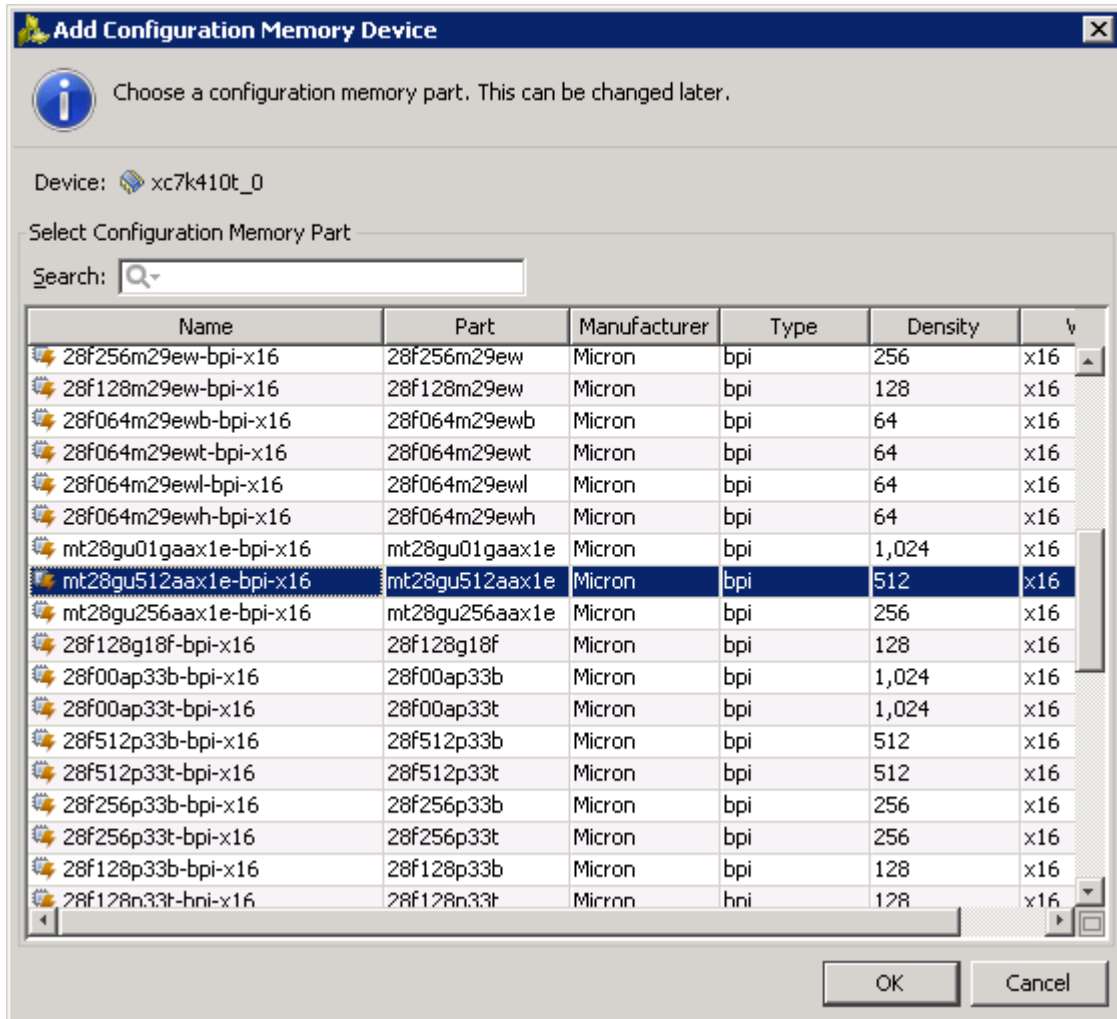 Add Configuration Memory Device
Choose a configuration memory part. This can be changed later.
Device: xc7k410t_0
Select Configuration Memory Part
Search:
Name Part Manufacturer Type Density
28f256m29ew-bpi-x16 28f256m29ew Micron bpi 256 x16
28f128m29ew-bpi-x16 28f128m29ew Micron bpi 128 x16
28f064m29ewb-bpi-x16 28f064m29ewb Micron bpi 64 x16
28f064m29ewt-bpi-x16 28f064m29ewt Micron bpi 64 x16
28f064m29ewl-bpi-x16 28f064m29ewl Micron bpi 64 x16
28f064m29ewh-bpi-x16 28f064m29ewh Micron bpi 64 x16
mt28gu01gaax1e-bpi-x16 mt28gu01gaax1e Micron bpi 1,024 x16
mt28gu512aax1e-bpi-x16 mt28gu512aax1e Micron bpi 512 x16
mt28gu256aax1e-bpi-x16 mt28gu256aax1e Micron bpi 256 x16
28f128g18f-bpi-x16 28f128g18f Micron bpi 128 x16
28f00ap33b-bpi-x16 28f00ap33b Micron bpi 1,024 x16
28f00ap33t-bpi-x16 28f00ap33t Micron bpi 1,024 x16
28f512p33b-bpi-x16 28f512p33b Micron bpi 512 x16
28f512p33t-bpi-x16 28f512p33t Micron bpi 512 x16
28f256p33b-bpi-x16 28f256p33b Micron bpi 256 x16
28f256p33t-bpi-x16 28f256p33t Micron bpi 256 x16
28f128p33b-bpi-x16 28f128p33b Micron bpi 128 x16
28f128p33t-bpi-x16 28f128p33t Micron bpi 128 x16
OK Cancel